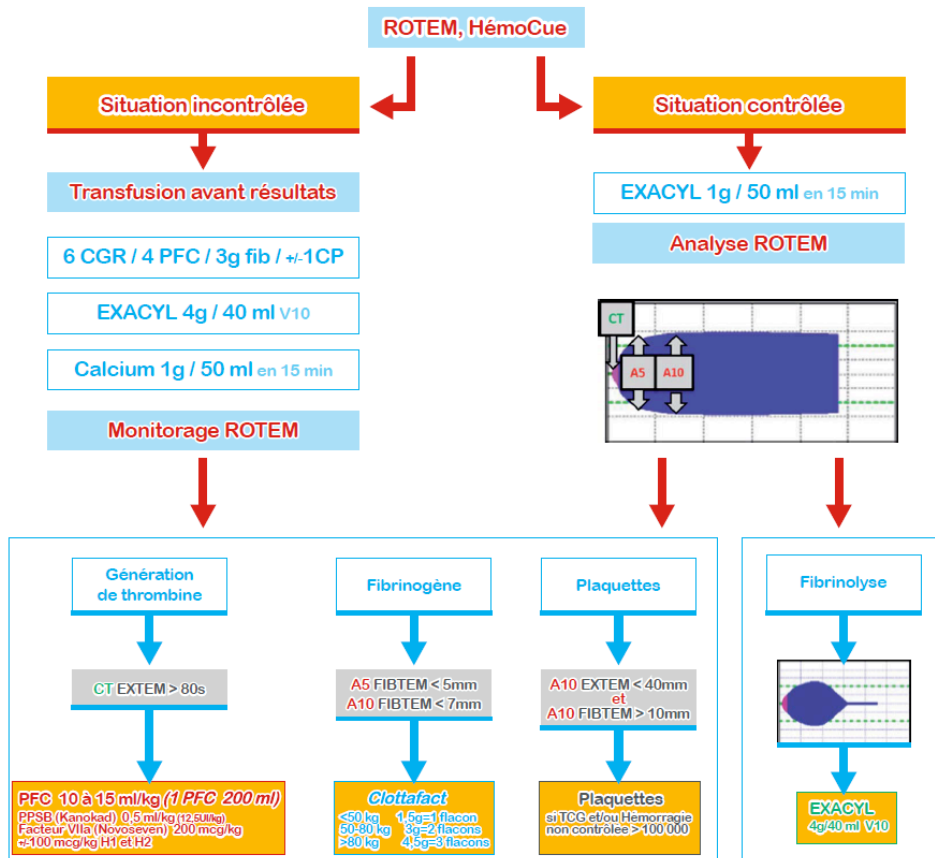 ROTEM, HémoCue
Situation incontrôlée
Situation contrôlée
Transfusion avant résultats
EXACYL 1g / 50 ml en 15 min
Analyse ROTEM
6 CGR / 4 PFC / 3g fib / +/-1CP
EXACYL 4g / 40 ml V10
Calcium 1g / 50 ml en 15 min
Monitorage ROTEM
CT
A5
A10
Génération
de thrombine
Fibrinogène
Plaquettes
Fibrinolyse
CT EXTEM > 80s
A5 FIBTEM < 5mm
A10 FIBTEM < 7mm
A10 EXTEM < 40mm
et
A10 FIBTEM > 10mm
PFC 10 à 15 ml/kg (1 PFC 200 ml)
PPSB (Kanokad) 0,5 ml/kg (12,5UI/kg)
Facteur VIIa (Novoseven) 200 mcg/kg
+/-100 mcg/kg H1 et H2
Clottafact
<50 kg 1,5g=1 flacon
50-80 kg 3g=2 flacons
>80 kg 4,5g=3 flacons
Plaquettes
si TCG et/ou Hémorragie
non contrôlée > 100 000
EXACYL
4g/40 ml V10